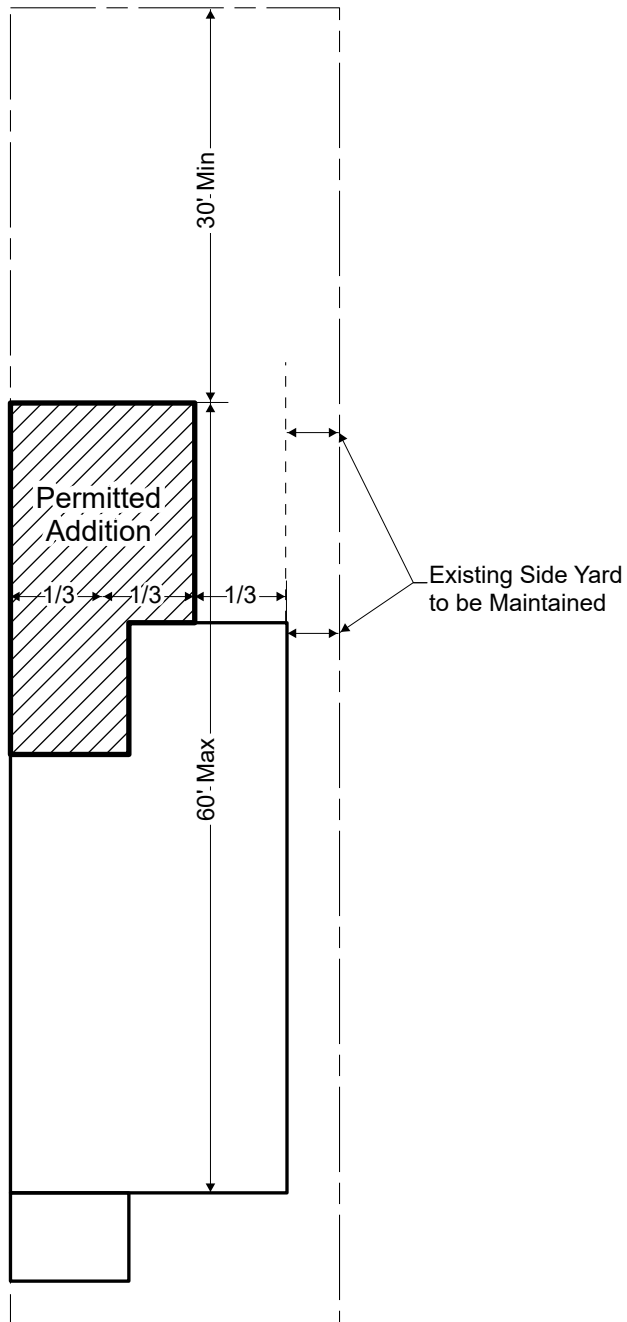 30' Min
Permitted
Addition
1/3 1/3 1/3
Existing Side Yard
to be Maintained
60' Max